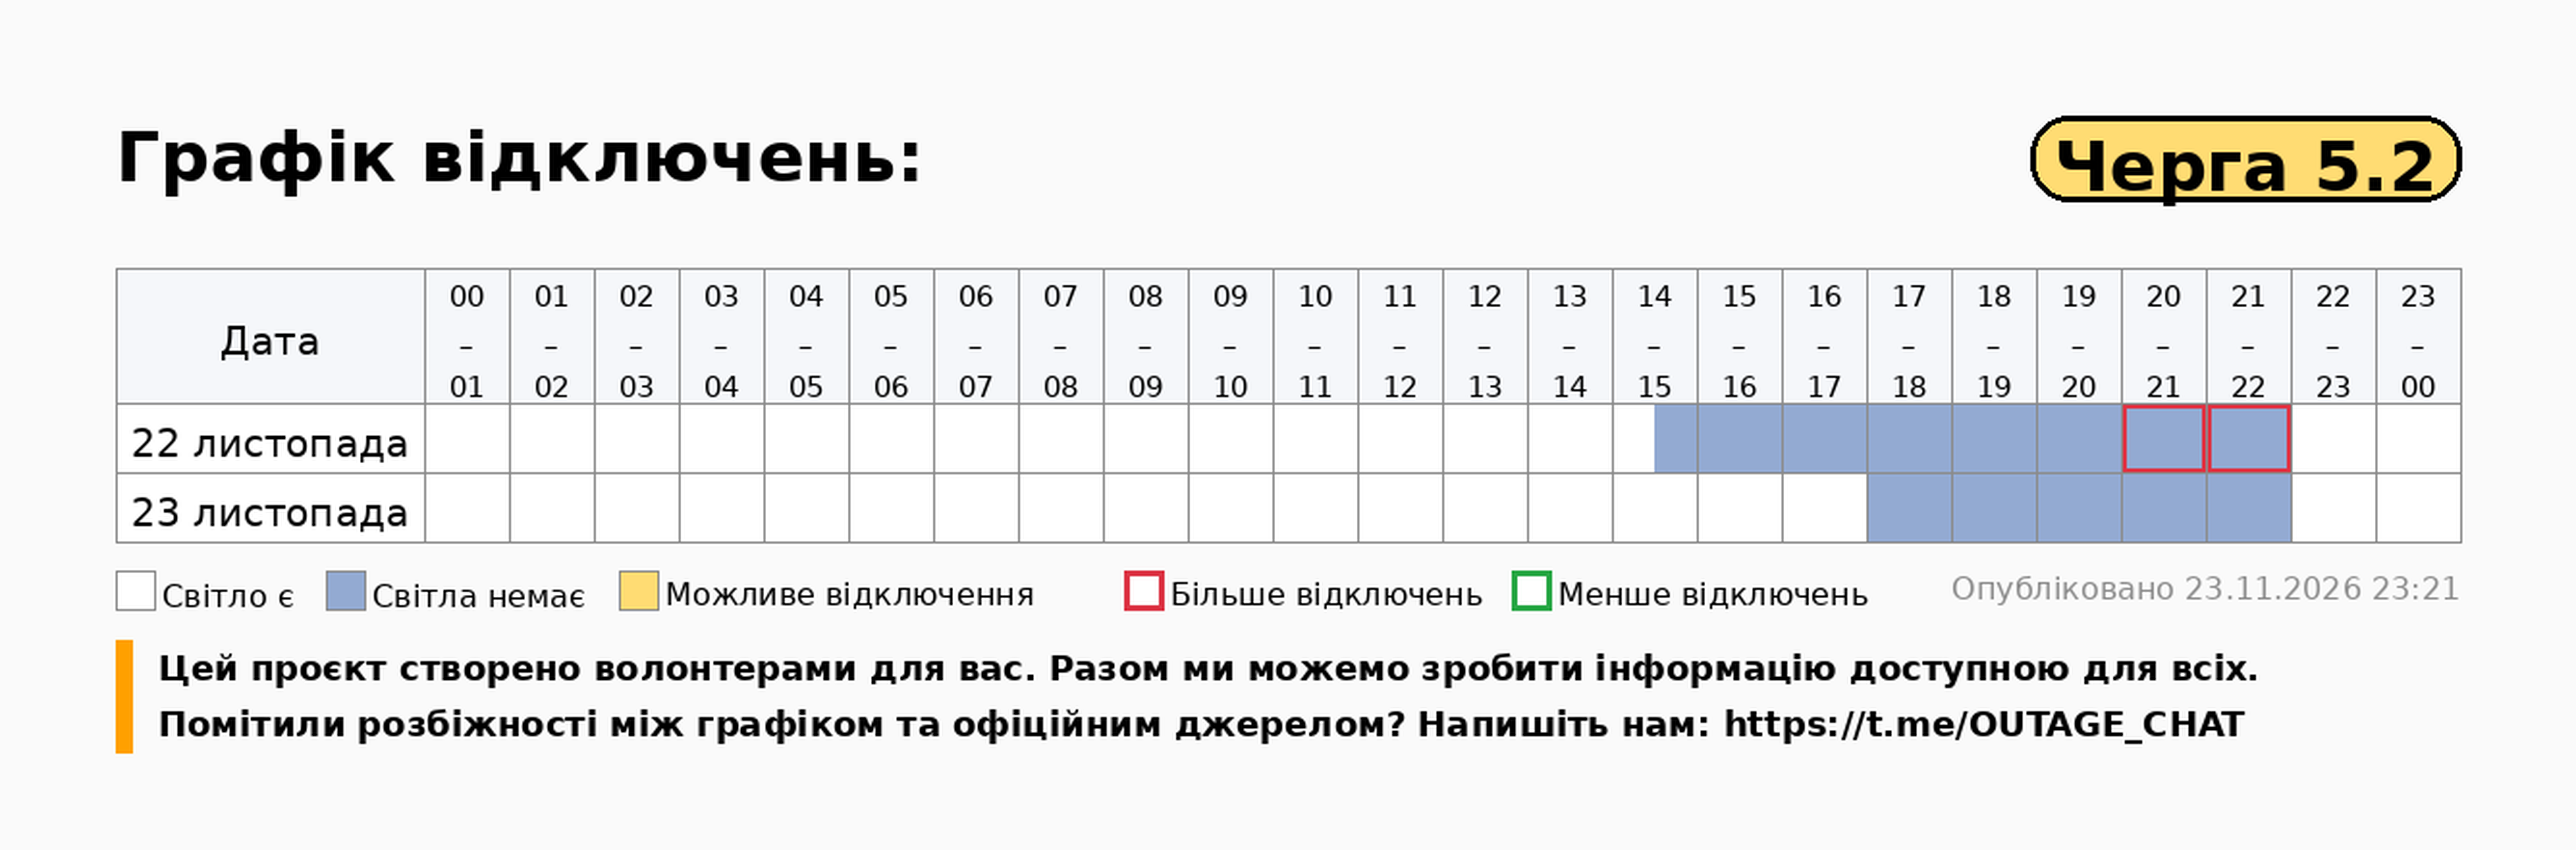 Графік відключень:
Черга 5.2
Дата 00 – 01 01 – 02 02 – 03 03 – 04 04 – 05 05 – 06 06 – 07 07 – 08 08 – 09 09 – 10 10 – 11 11 – 12 12 – 13 13 – 14 14 – 15 15 – 16 16 – 17 17 – 18 18 – 19 19 – 20 20 – 21 21 – 22 22 – 23 23 – 00
22 листопада
23 листопада
Світло є Світла немає Можливе відключення Більше відключень Менше відключень Опубліковано 23.11.2026 23:21
Цей проєкт створено волонтерами для вас. Разом ми можемо зробити інформацію доступною для всіх.
Помітили розбіжності між графіком та офіційним джерелом? Напишіть нам: https://t.me/OUTAGE_CHAT